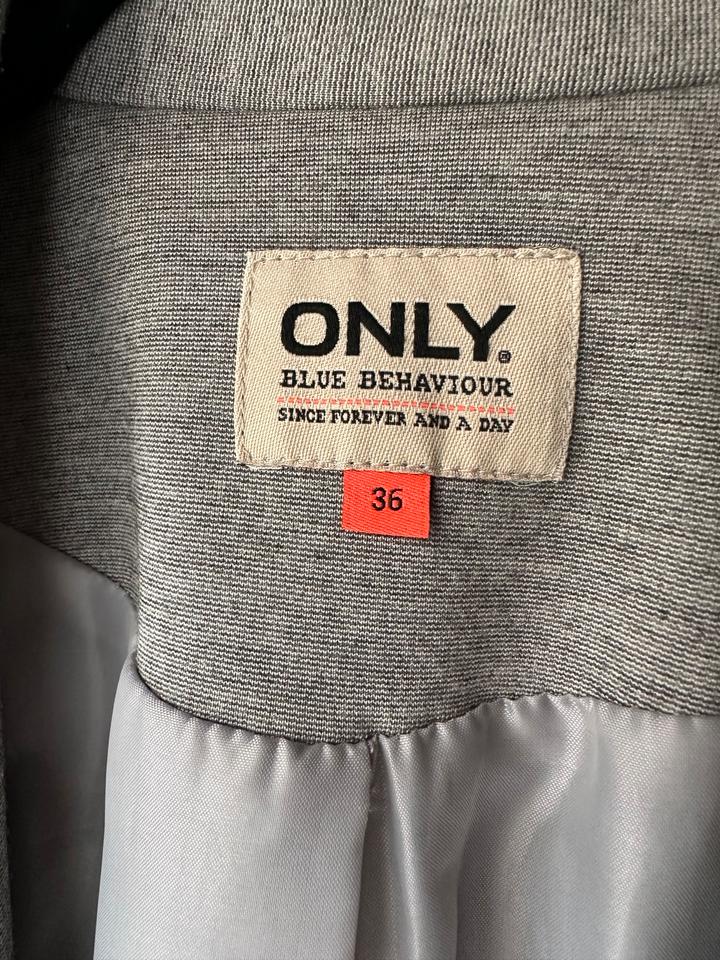 ONLY®
BLUE BEHAVIOUR
SINCE FOREVER AND A DAY
36